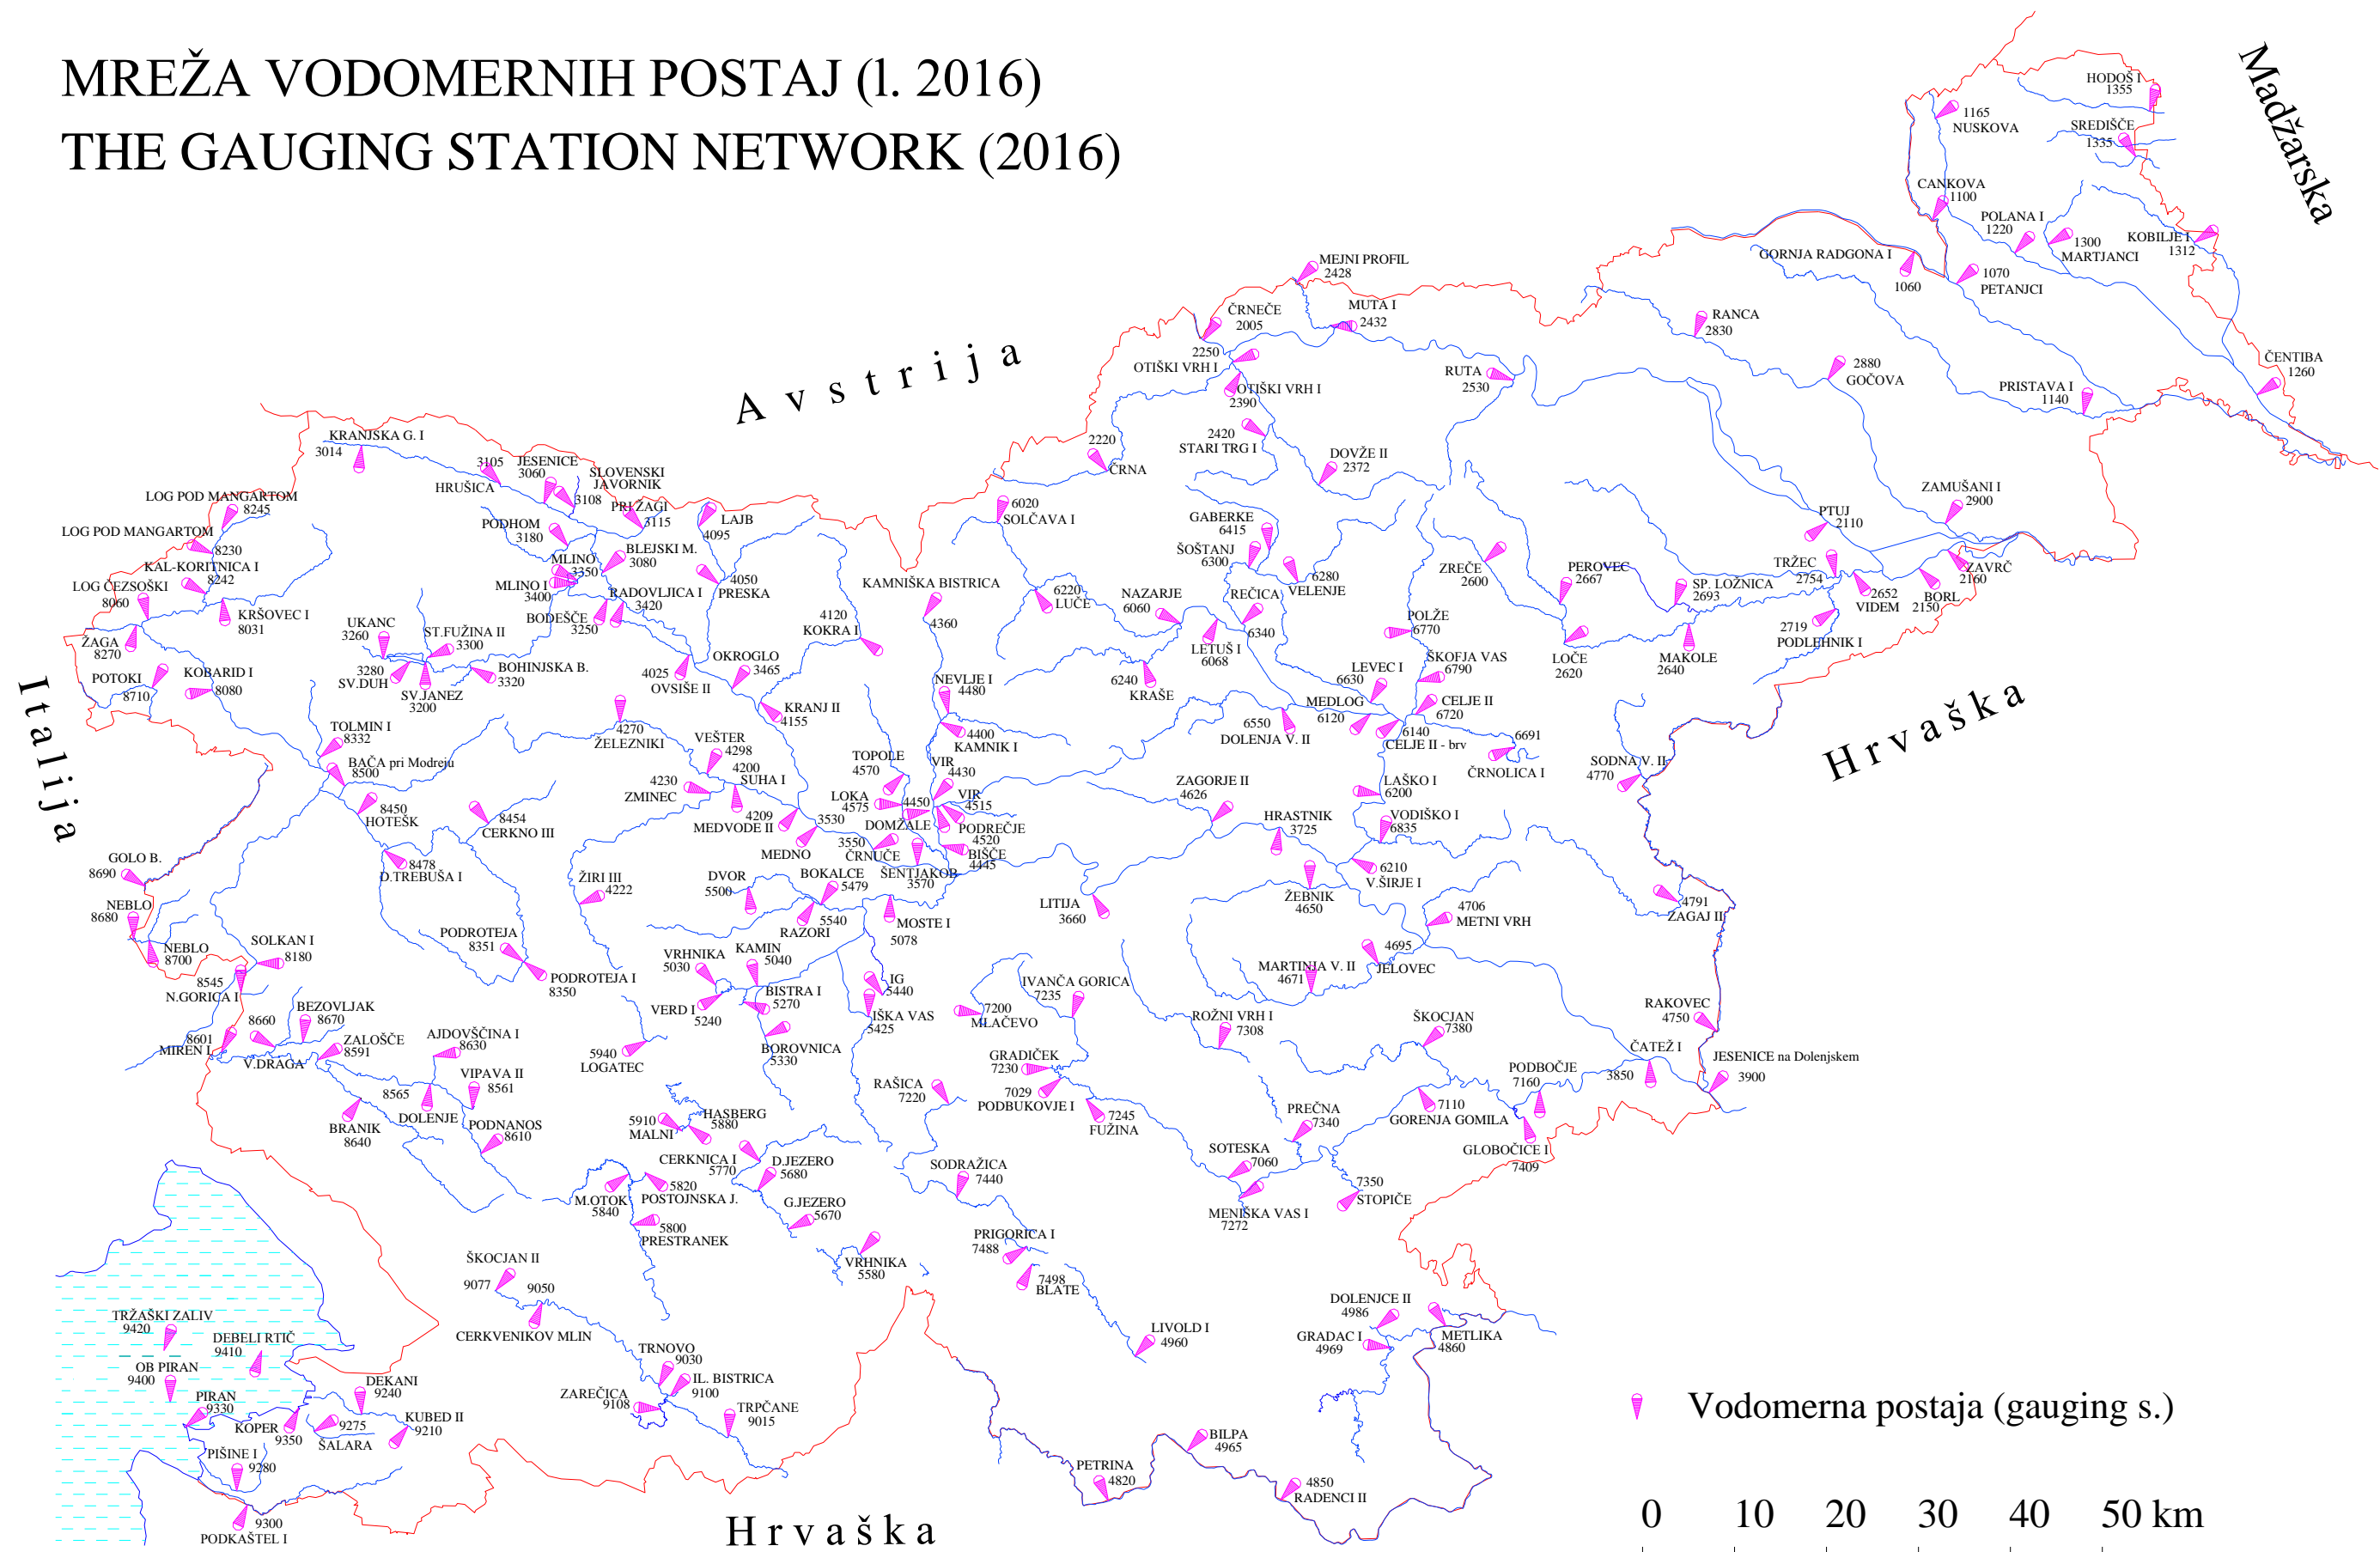 MREŽA VODOMERNIH POSTAJ (l. 2016)
THE GAUGING STATION NETWORK (2016)
Madžarska
HODOŠ I
1355
1165
NUSKOVA
SREDIŠČE
1335
CANKOVA
1100
POLANA I
1220
1300
MARTJANCI
KOBILJE I
1312
GORNJA RADGONA I
1060
1070
PETANJCI
MEJNI PROFIL
2428
MUTA I
2432
ČRNEČE
2005
2250
OTIŠKI VRH I
OTIŠKI VRH I
2390
RUTA
2530
RANCA
2830
2880
GOČOVA
PRISTAVA I
1140
ČENTIBA
1260
Avstrija
2420
STARI TRG I
DOVŽE II
2372
2220
ČRNA
KRANJSKA G. I
3014
3105
HRUŠICA
JESENICE
3060
SLOVENSKI
JAVORNIK
3108
PRI ŽAGI
3115
LAJB
4095
PODHOM
3180
BLEJSKI M.
3080
MLINO
3350
MLINO I
3400
RADOVLJICA I
3420
BODEŠČE
3250
4050
PRESKA
LOG POD MANGARTOM
8245
LOG POD MANGARTOM
8230
KAL-KORITNICA I
8242
LOG ČEZSOŠKI
8060
KRŠOVEC I
8031
ŽAGA
8270
POTOKI
8710
KOBARID I
8080
UKANC
3260
ST.FUŽINA II
3300
3280
SV.DUH
SV.JANEZ
3200
BOHINJSKA B.
3320
6020
SOLČAVA I
KAMNIŠKA BISTRICA
4360
4120
KOKRA I
6220
LUČE
NAZARJE
6060
GABERKE
6415
ŠOŠTANJ
6300
6280
VELENJE
REČICA
6340
LETUŠ I
6068
6240
KRAŠE
ZREČE
2600
PEROVEC
2667
SP. LOŽNICA
2693
LOČE
2620
MAKOLE
2640
POLŽE
6770
ŠKOFJA VAS
6790
LEVEC I
6630
MEDLOG
6120
CELJE II
6720
6140
CELJE II - brv
6550
DOLENJA V. II
6691
ČRNOLICA I
PTUJ
2110
ZAMUŠANI I
2900
TRŽEC
2754
ZAVRČ
2160
2652
VIDEM
BORL
2150
2719
PODLEHNIK I
Italija
Hrvaška
OKROGLO
3465
4025
OVSIŠE II
KRANJ II
4155
NEVLJE I
4480
4400
KAMNIK I
4270
ŽELEZNIKI
VEŠTER
4298
4200
SUHA I
4230
ZMINEC
4209
MEDVODE II
TOPOLE
4570
LOKA
4575
VIR
4430
4450
VIR
4515
DOMŽALE
PODREČJE
4520
BIŠČE
4445
3530
MEDNO
3550
ČRNUČE
ŠENTJAKOB
3570
TOLMIN I
8332
BAČA pri Modreju
8500
8450
HOTEŠK
8454
CERKNO III
8478
D.TREBUŠA I
GOLO B.
8690
NEBLO
8680
NEBLO
8700
SOLKAN I
8180
8545
N.GORICA I
ŽIRI III
4222
DVOR
5500
BOKALCE
5479
5540
RAZORI
MOSTE I
5078
PODROTEJA
8351
PODROTEJA I
8350
VRHNIKA
5030
KAMIN
5040
VERD I
5240
BISTRA I
5270
BOROVNICA
5330
IG
5440
IŠKA VAS
5425
5940
LOGATEC
ZAGORJE II
4626
HRASTNIK
3725
LAŠKO I
6200
VODIŠKO I
6835
6210
V.ŠIRJE I
ŽEBNIK
4650
LITIJA
3660
SODNA V. II
4770
4791
ZAGAJ II
4706
METNI VRH
4695
JELOVEC
MARTINJA V. II
4671
7200
MLAČEVO
IVANČA GORICA
7235
ROŽNI VRH I
7308
ŠKOCJAN
7380
RAKOVEC
4750
ČATEŽ I
3850
JESENICE na Dolenjskem
3900
PODBOČJE
7160
GRADIČEK
7230
7029
PODBUKOVJE I
7245
FUŽINA
RAŠICA
7220
7110
GORENJA GOMILA
GLOBOČICE I
7409
PREČNA
7340
SOTESKA
7060
MENIŠKA VAS I
7272
7350
STOPIČE
BEZOVLJAK
8670
8660
8601
MIREN I
V.DRAGA
ZALOŠČE
8591
AJDOVŠČINA I
8630
8565
DOLENJE
VIPAVA II
8561
BRANIK
8640
PODNANOS
8610
HASBERG
5880
5910
MALNI
CERKNICA I
5770
D.JEZERO
5680
G.JEZERO
5670
M.OTOK
5840
5820
POSTOJNSKA J.
5800
PRESTRANEK
VRHNIKA
5580
SODRAŽICA
7440
PRIGORICA I
7488
7498
BLATE
LIVOLD I
4960
ŠKOCJAN II
9077
9050
CERKVENIKOV MLIN
TRNOVO
9030
IL. BISTRICA
9100
ZAREČICA
9108
TRPČANE
9015
DOLENJCE II
4986
GRADAC I
4969
METLIKA
4860
TRŽAŠKI ZALIV
9420
DEBELI RTIČ
9410
OB PIRAN
9400
PIRAN
9330
DEKANI
9240
KOPER
9350
9275
ŠALARA
KUBED II
9210
PIŠINE I
9280
9300
PODKAŠTEL I
BILPA
4965
PETRINA
4820
4850
RADENCI II
Hrvaška
Vodomerna postaja (gauging s.)
0 10 20 30 40 50 km